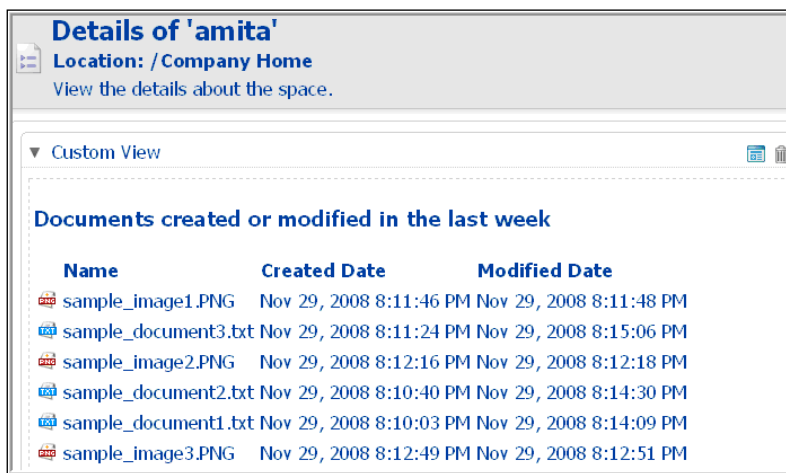 Details of 'amita'
Location: /Company Home
View the details about the space.
Custom View
Documents created or modified in the last week
Name Created Date Modified Date
PNG sample_image1.PNG Nov 29, 2008 8:11:46 PM Nov 29, 2008 8:11:48 PM
TXT sample_document3.txt Nov 29, 2008 8:11:24 PM Nov 29, 2008 8:15:06 PM
PNG sample_image2.PNG Nov 29, 2008 8:12:16 PM Nov 29, 2008 8:12:18 PM
TXT sample_document2.txt Nov 29, 2008 8:10:40 PM Nov 29, 2008 8:14:30 PM
TXT sample_document1.txt Nov 29, 2008 8:10:03 PM Nov 29, 2008 8:14:09 PM
PNG sample_image3.PNG Nov 29, 2008 8:12:49 PM Nov 29, 2008 8:12:51 PM